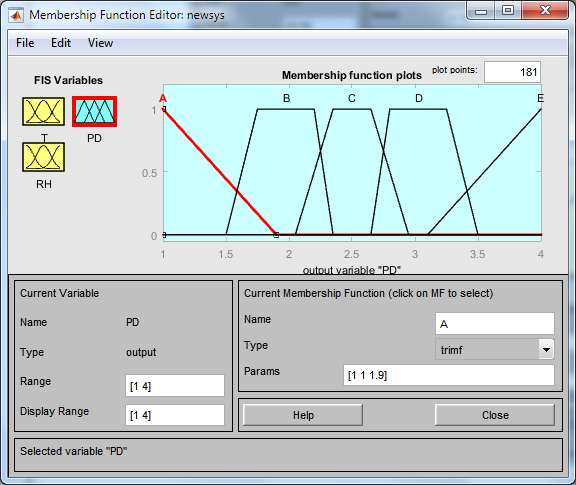 Membership Function Editor: newsys
File Edit View
FIS Variables
T
PD
RH
Membership function plots
plot points:
181
A B C D E
1
0.5
0
1 1.5 2 2.5 3 3.5 4
output variable "PD"
Current Variable
Name PD
Type output
Range [1 4]
Display Range [1 4]
Current Membership Function (click on MF to select)
Name A
Type trimf
Params [1 1 1.9]
Help Close
Selected variable "PD"